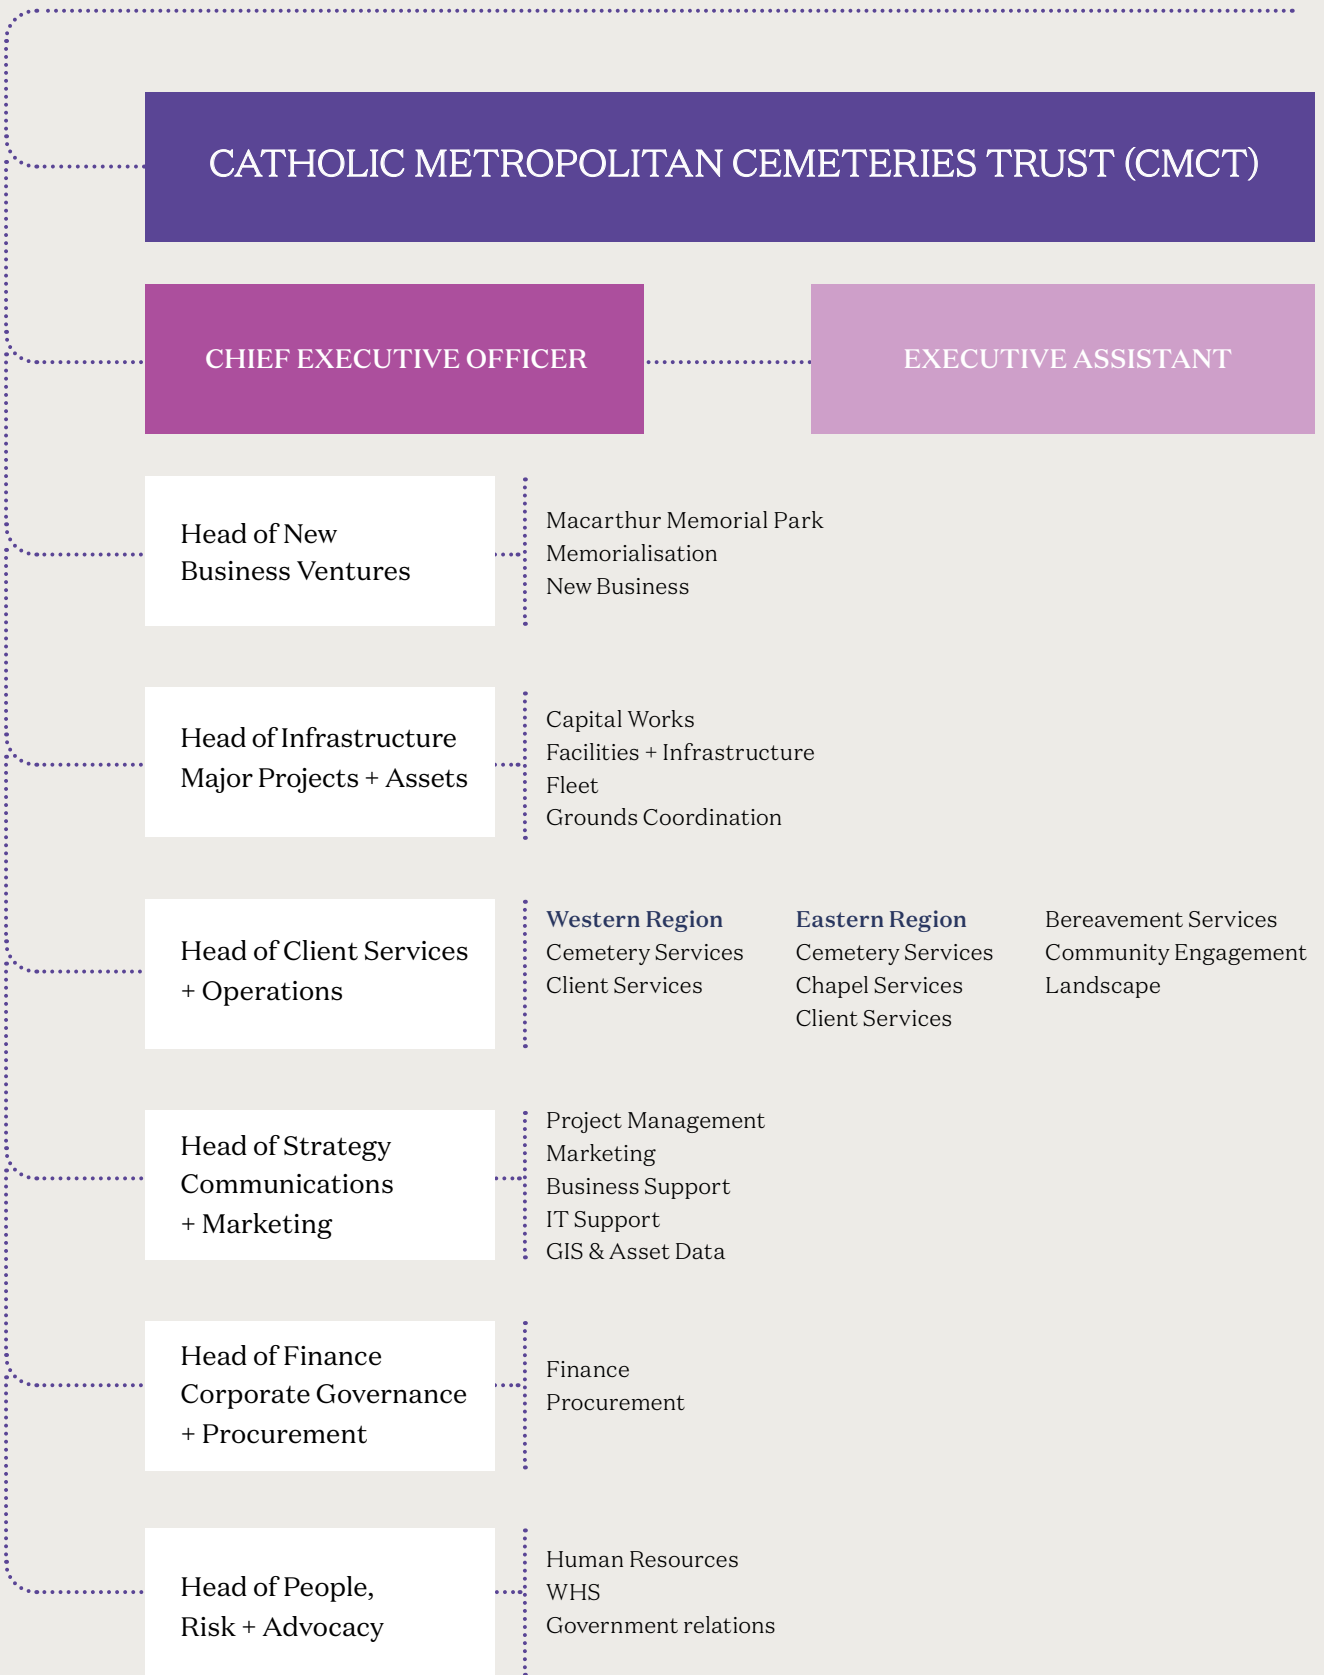 CATHOLIC METROPOLITAN CEMETERIES TRUST (CMCT)
CHIEF EXECUTIVE OFFICER
EXECUTIVE ASSISTANT
Head of New
Business Ventures
Macarthur Memorial Park
Memorialisation
New Business
Head of Infrastructure
Major Projects + Assets
Capital Works
Facilities + Infrastructure
Fleet
Grounds Coordination
Head of Client Services
+ Operations
Western Region
Cemetery Services
Client Services
Eastern Region
Cemetery Services
Chapel Services
Client Services
Bereavement Services
Community Engagement
Landscape
Head of Strategy
Communications
+ Marketing
Project Management
Marketing
Business Support
IT Support
GIS & Asset Data
Head of Finance
Corporate Governance
+ Procurement
Finance
Procurement
Head of People,
Risk + Advocacy
Human Resources
WHS
Government relations